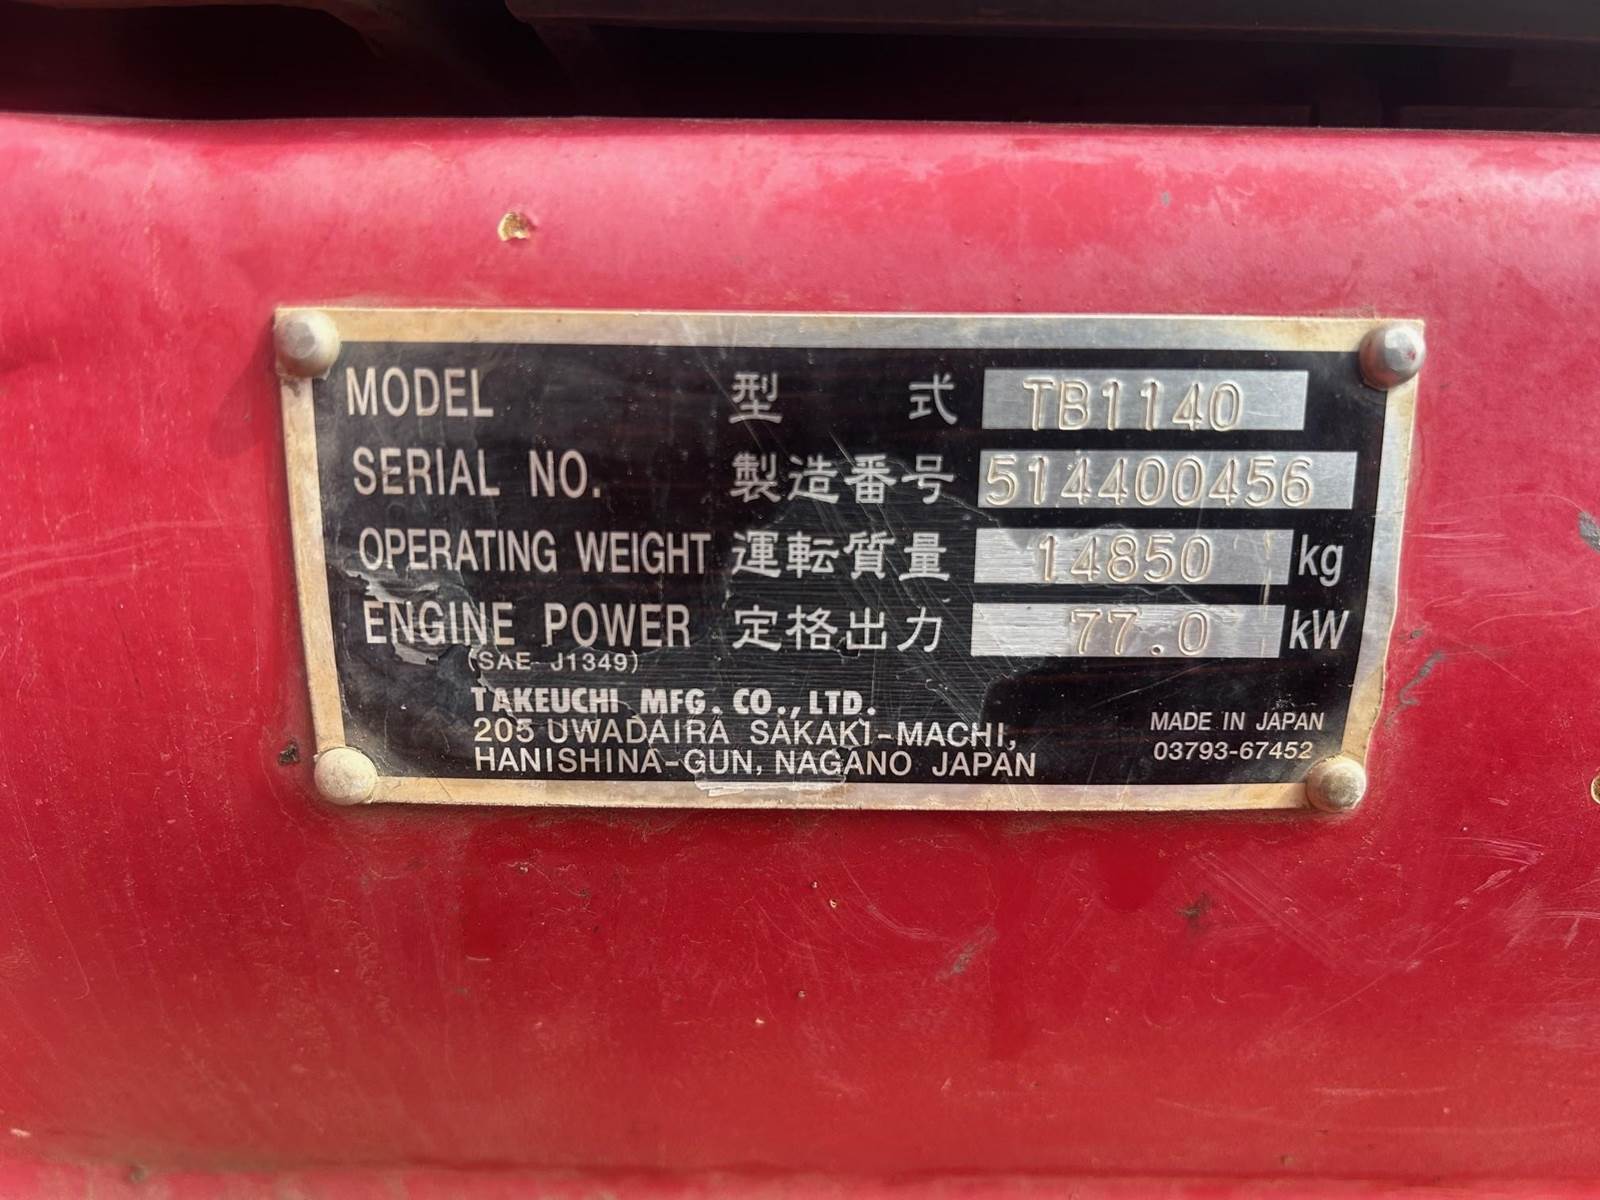 MODEL 型 式 TB1140
SERIAL NO. 製造番号 514400456
OPERATING WEIGHT 運転質量 14850 kg
ENGINE POWER 定格出力 77.0 kW
(SAE J1349)
TAKEUCHI MFG. CO., LTD.
205 UWADAIRA SAKAKI-MACHI,
HANISHINA-GUN, NAGANO JAPAN
MADE IN JAPAN
03793-67452